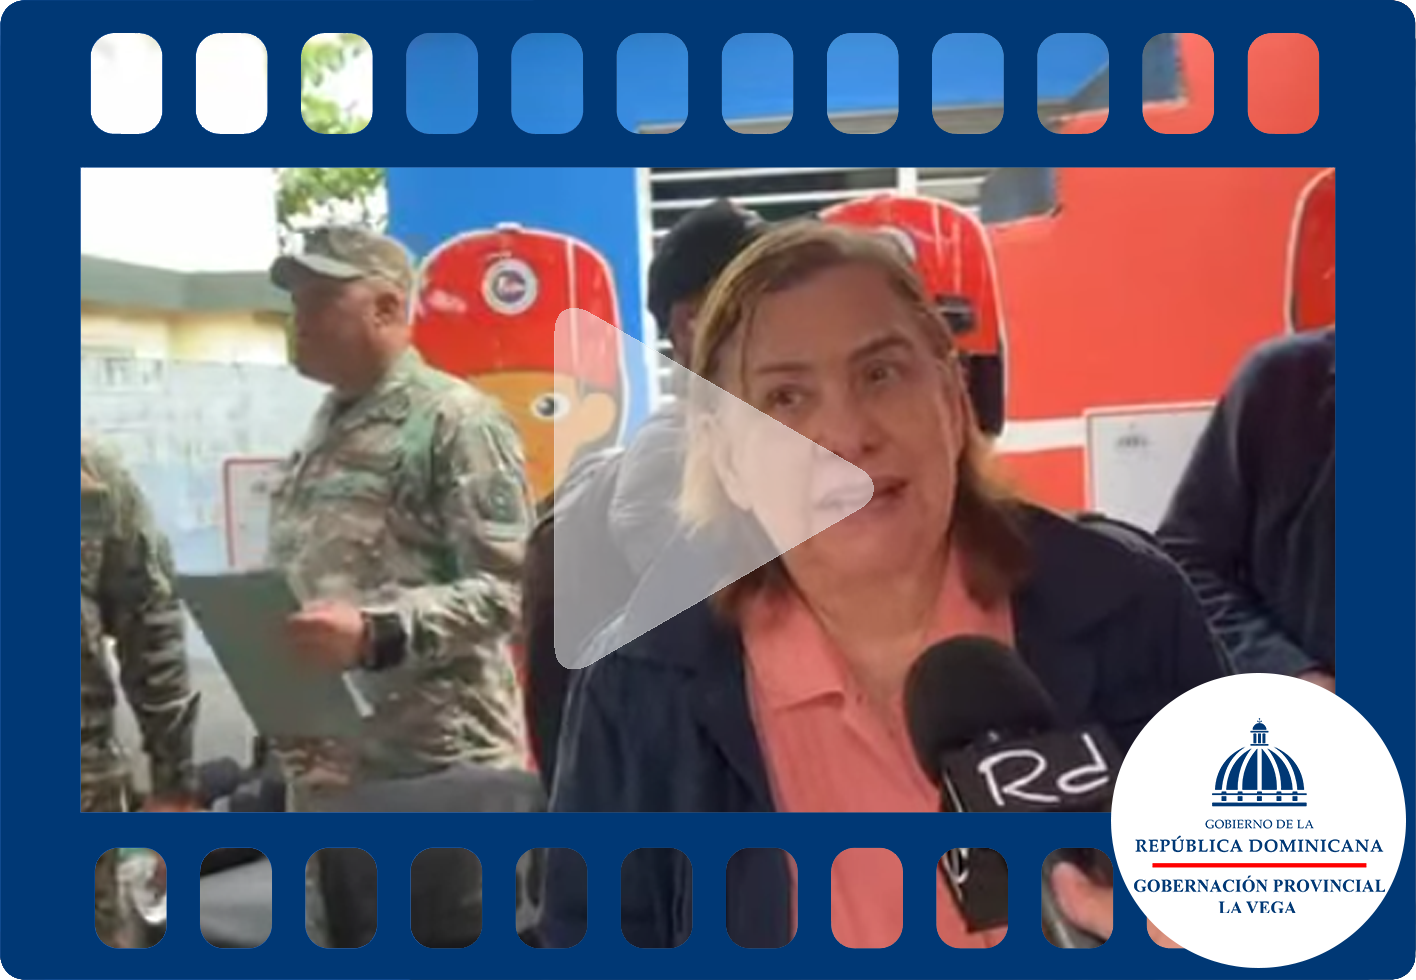 Rd
GOBIERNO DE LA
REPÚBLICA DOMINICANA
GOBERNACIÓN PROVINCIAL
LA VEGA